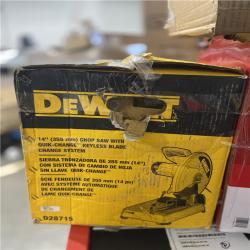 DEWALT
14" (355 mm) CHOP SAW WITH
QUIK-CHANGE™ KEYLESS BLADE
CHANGE SYSTEM
SIERRA TRONZADORA DE 355 mm (14")
CON SISTEMA DE CAMBIO DE HOJA
SIN LLAVE QUIK-CHANGE™
SCIE FENDEUSE DE 355 mm (14 po)
AVEC SYSTÈME AUTOMATIQUE
DE CHANGEMENT DE
LAME QUIK-CHANGE™
D28715